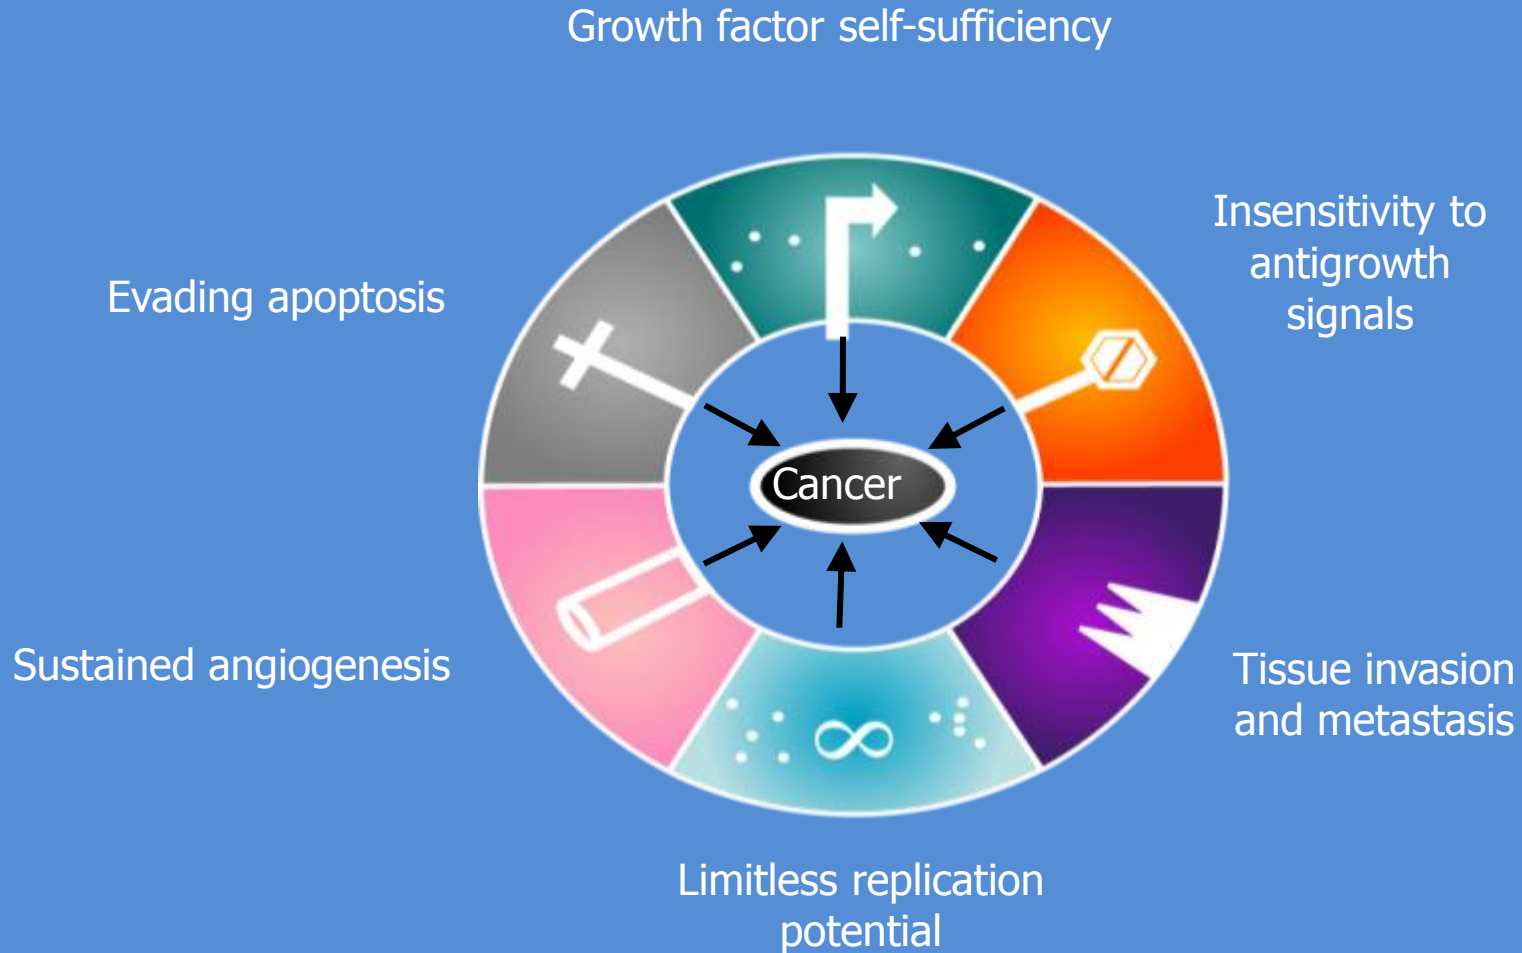 Growth factor self-sufficiency
Insensitivity to
antigrowth
signals
Evading apoptosis
Cancer
Sustained angiogenesis
Tissue invasion
and metastasis
Limitless replication
potential